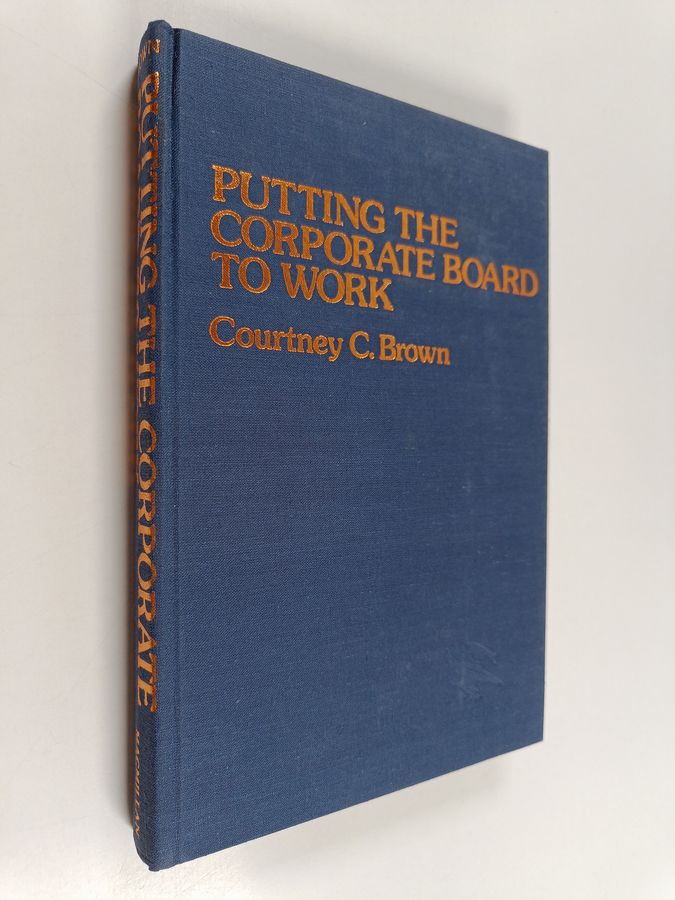 PUTTING THE
CORPORATE BOARD
TO WORK
Courtney C. Brown
PUTTING THE CORPORATE
MACMILLAN